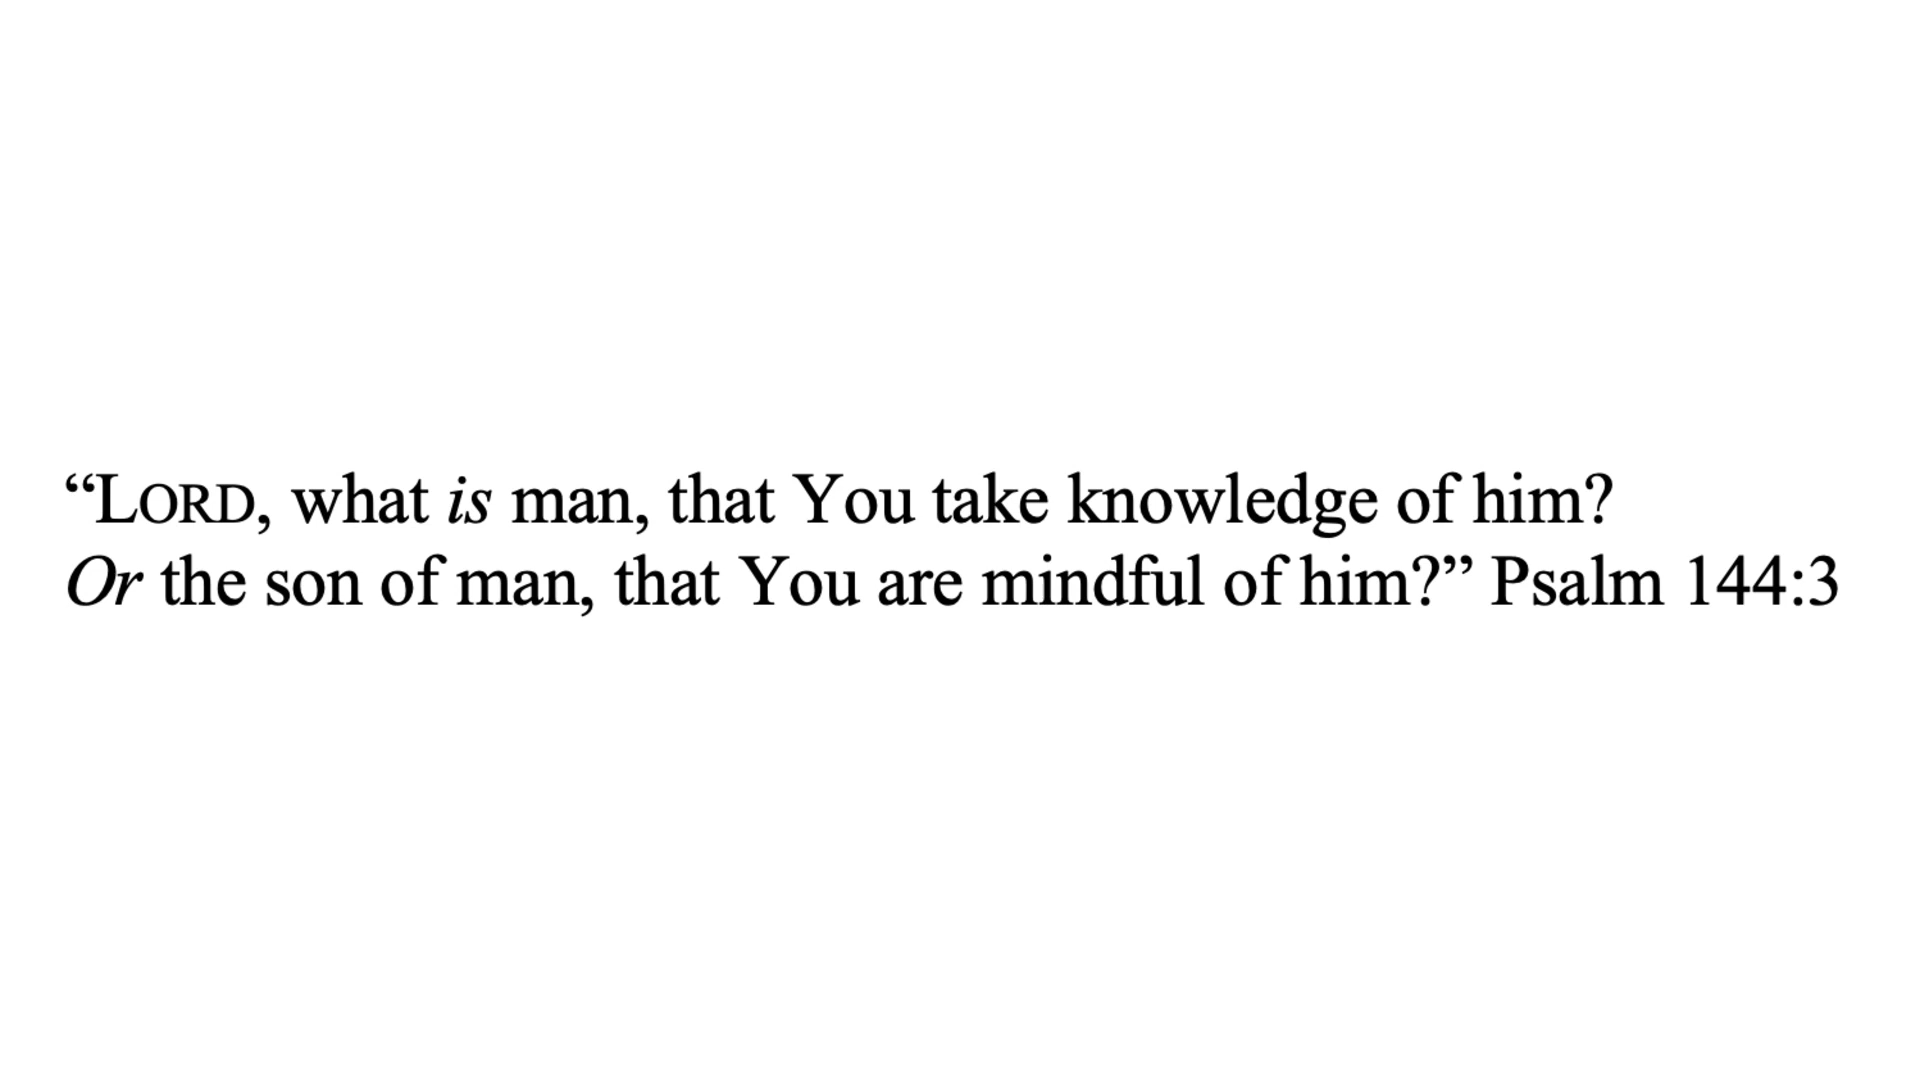 “LORD, what is man, that You take knowledge of him?
Or the son of man, that You are mindful of him?” Psalm 144:3